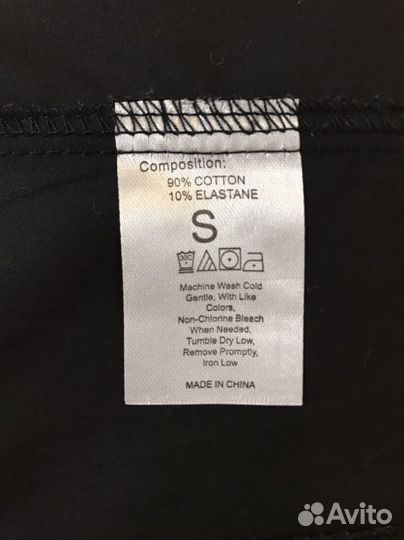 Composition:
90% COTTON
10% ELASTANE
S
30C
Machine Wash Cold
Gentle, With Like
Colors,
Non-Chlorine Bleach
When Needed,
Tumble Dry Low,
Remove Promptly,
Iron Low
MADE IN CHINA
Avito